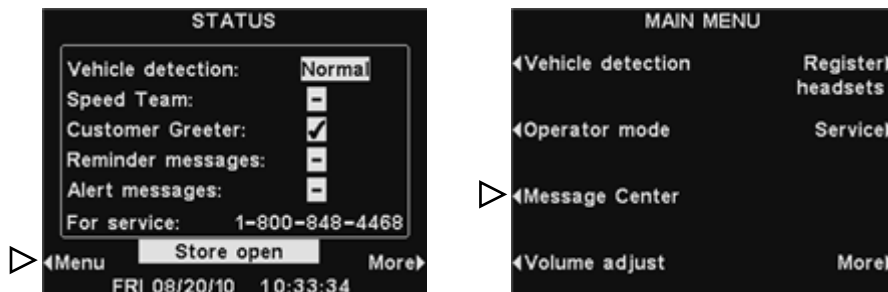 STATUS
Vehicle detection: Normal
Speed Team: -
Customer Greeter: ✓
Reminder messages: -
Alert messages: -
For service: 1-800-848-4468
Store open
Menu More
FRI 08/20/10 10:33:34
MAIN MENU
Vehicle detection Register
headsets
Operator mode Service
Message Center
Volume adjust More